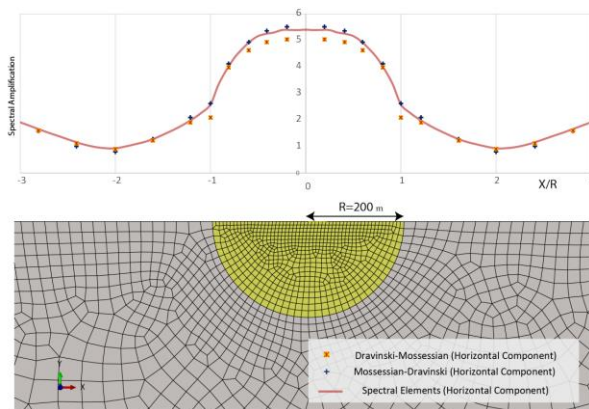 Spectral Amplification
6
5
4
3
2
1
0
-3
-2
-1
0
1
2
X/R
R=200 m
Dravinski-Mossessian (Horizontal Component)
Mossessian-Dravinski (Horizontal Component)
Spectral Elements (Horizontal Component)
Y
X